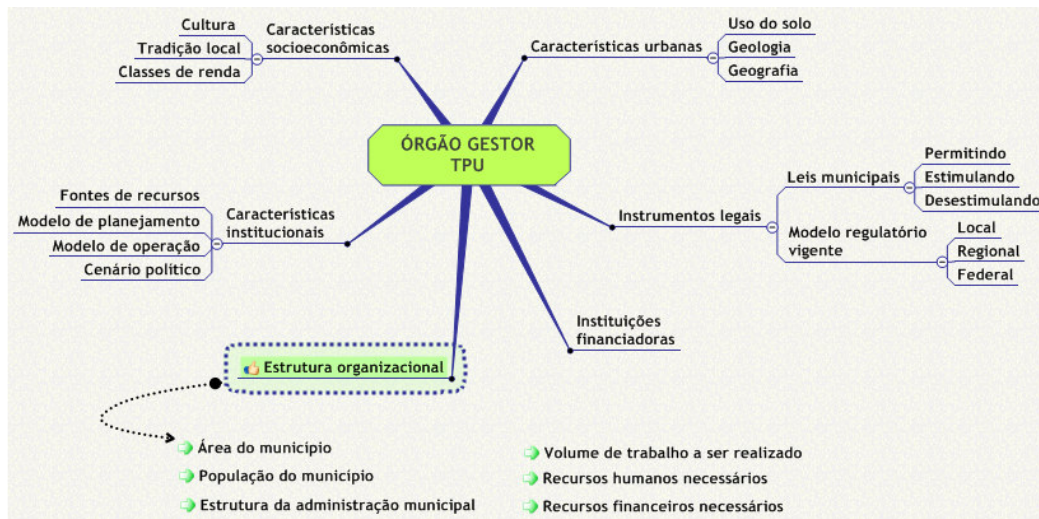 Cultura
Tradição local
Classes de renda
Características
socioeconômicas
Características urbanas
Uso do solo
Geologia
Geografia
ÓRGÃO GESTOR
TPU
Fontes de recursos
Modelo de planejamento
Modelo de operação
Cenário político
Características
institucionais
Instrumentos legais
Leis municipais
Permitindo
Estimulando
Desestimulando
Modelo regulatório
vigente
Local
Regional
Federal
Instituições
financiadoras
Estrutura organizacional
Área do município
População do município
Estrutura da administração municipal
Volume de trabalho a ser realizado
Recursos humanos necessários
Recursos financeiros necessários